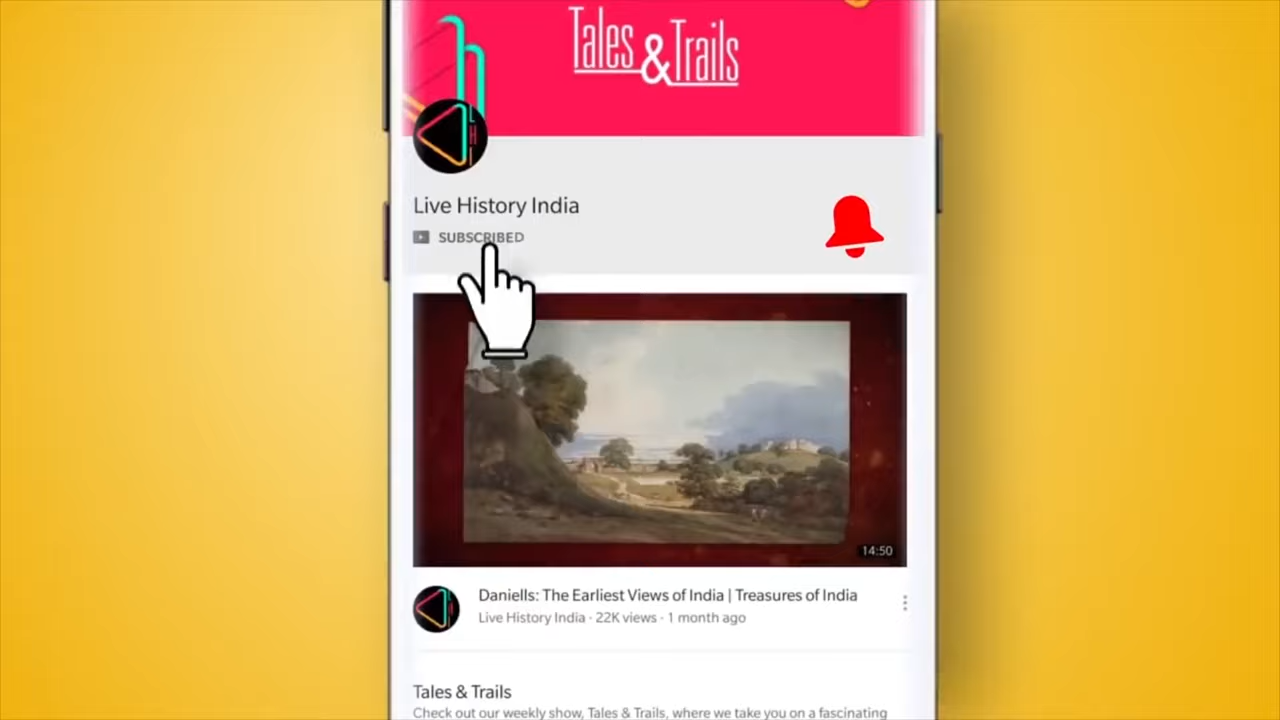 Tales & Trails
Live History India
SUBSCRIBED
14:50
Daniells: The Earliest Views of India | Treasures of India
Live History India · 22K views · 1 month ago
Tales & Trails
Check out our weekly show, Tales & Trails, where we take you on a fascinating